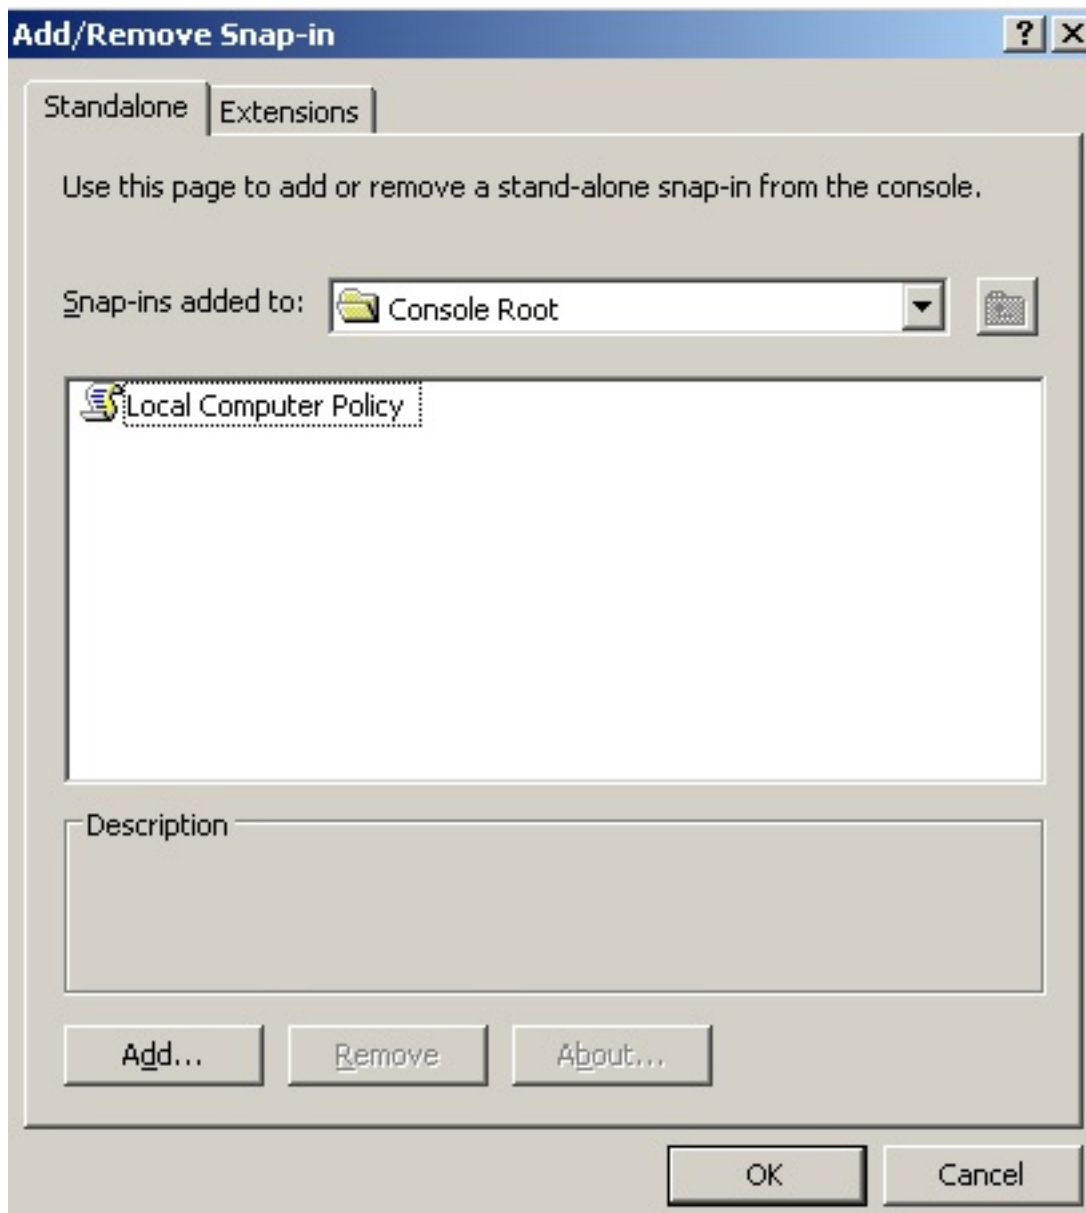 Add/Remove Snap-in
Standalone
Extensions
Use this page to add or remove a stand-alone snap-in from the console.
Snap-ins added to:
Console Root
Local Computer Policy
Description
Add...
Remove
About...
OK
Cancel